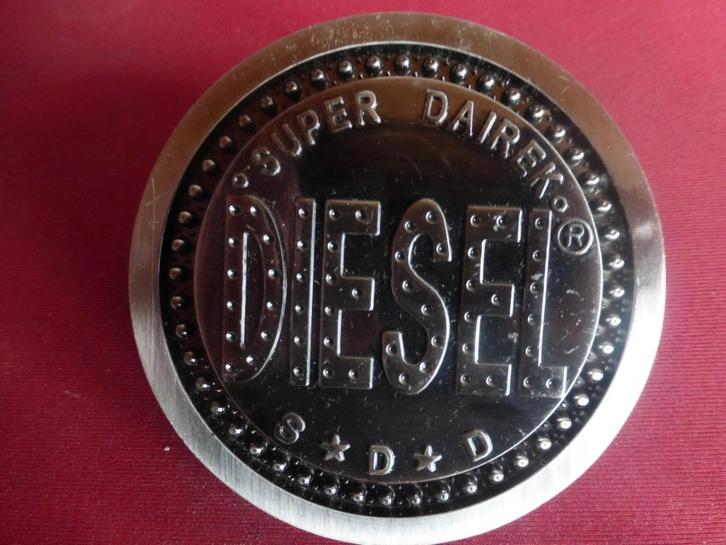 SUPER DAIREK
DIESEL®
S ★ D ★ D